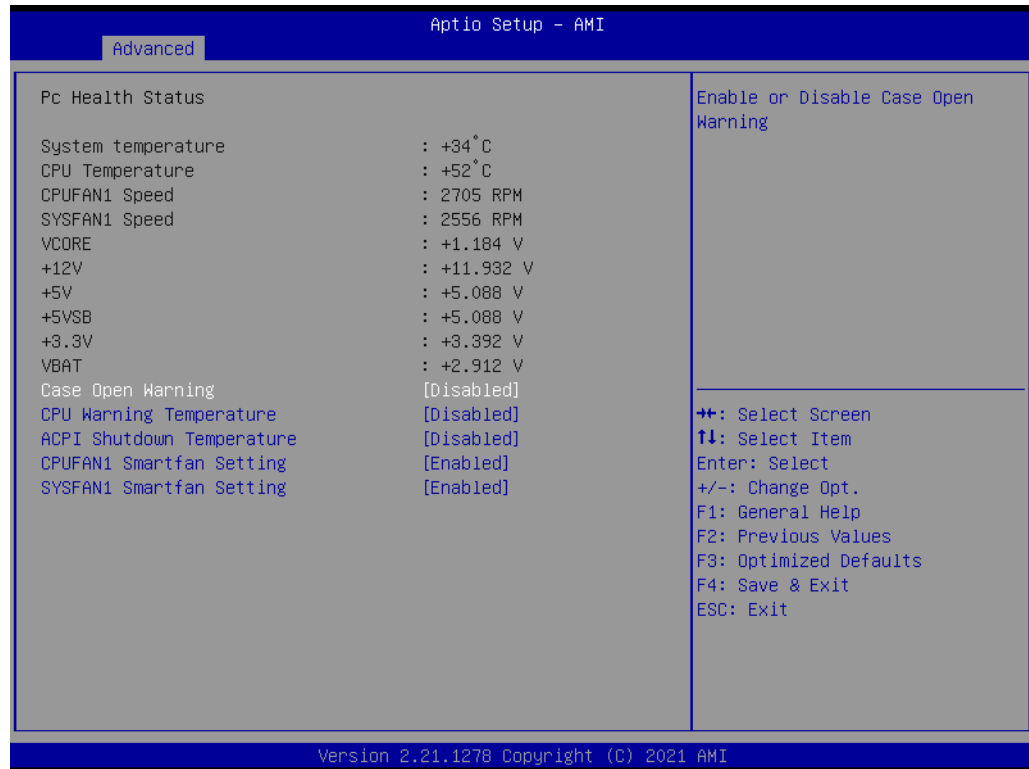 Aptio Setup – AMI
Advanced
Pc Health Status
System temperature : +34°C
CPU Temperature : +52°C
CPUFAN1 Speed : 2705 RPM
SYSFAN1 Speed : 2556 RPM
VCORE : +1.184 V
+12V : +11.932 V
+5V : +5.088 V
+5VSB : +5.088 V
+3.3V : +3.392 V
VBAT : +2.912 V
Case Open Warning [Disabled]
CPU Warning Temperature [Disabled]
ACPI Shutdown Temperature [Disabled]
CPUFAN1 Smartfan Setting [Enabled]
SYSFAN1 Smartfan Setting [Enabled]
Enable or Disable Case Open
Warning
→←: Select Screen
↑↓: Select Item
Enter: Select
+/-: Change Opt.
F1: General Help
F2: Previous Values
F3: Optimized Defaults
F4: Save & Exit
ESC: Exit
Version 2.21.1278 Copyright (C) 2021 AMI